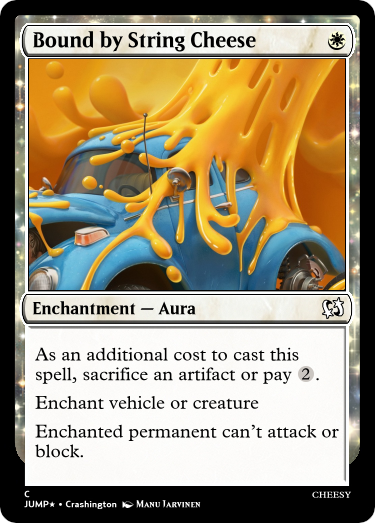 Bound by String Cheese
Enchantment — Aura
As an additional cost to cast this
spell, sacrifice an artifact or pay 2.
Enchant vehicle or creature
Enchanted permanent can't attack or
block.
C
CHEESY
JUMP★ • Crashington Manu Jarvinen